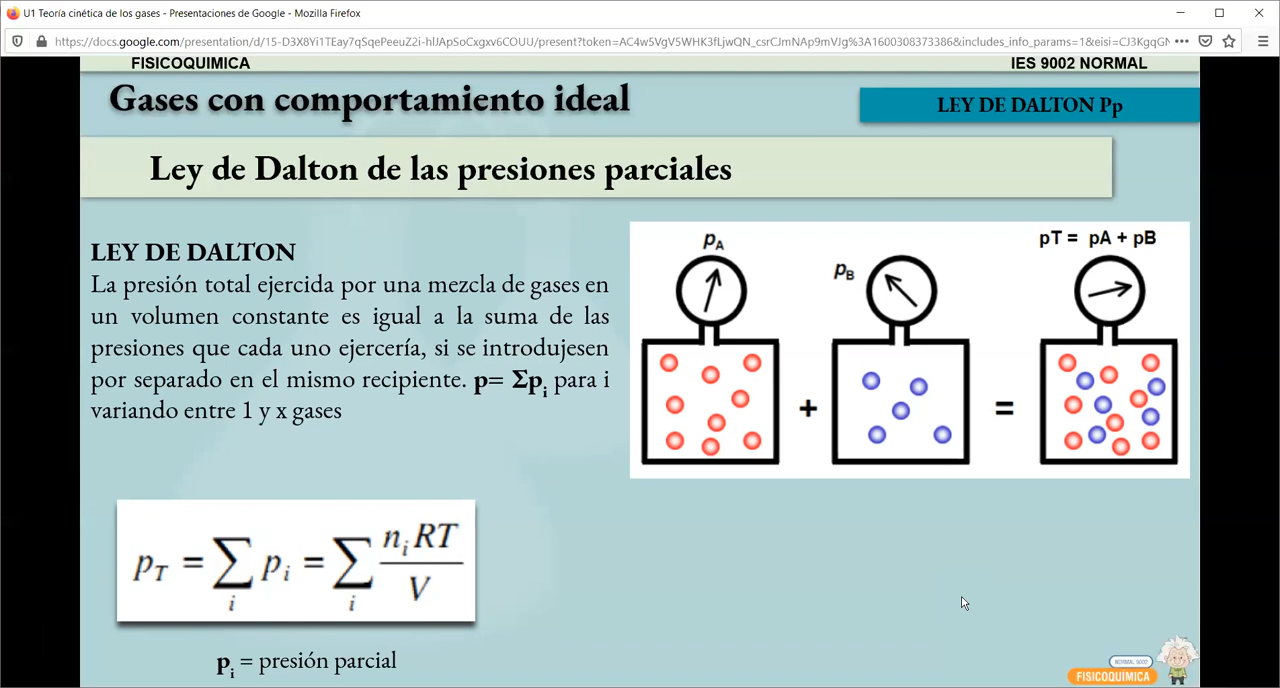 U1 Teoría cinética de los gases - Presentaciones de Google - Mozilla Firefox
https://docs.google.com/presentation/d/15-D3X8Yi1TEay7qSqePeeuZ2i-hlJApSoCxgxv6COUU/present?token=AC4w5VgV5WHK3fLjwQN_csrCJmNAp9mVJg%3A1600308373386&includes_info_params=1&eisi=CJ3KgqGN
FISICOQUIMICA
IES 9002 NORMAL
Gases con comportamiento ideal
LEY DE DALTON Pp
Ley de Dalton de las presiones parciales
LEY DE DALTON
La presión total ejercida por una mezcla de gases en
un volumen constante es igual a la suma de las
presiones que cada uno ejercería, si se introdujesen
por separado en el mismo recipiente. p= Σpi para i
variando entre 1 y x gases
pA
pB
pT = pA + pB
+
=
pT = ∑i pi = ∑i niRT/V
pi = presión parcial
NORMAL 9002
FISICOQUÍMICA